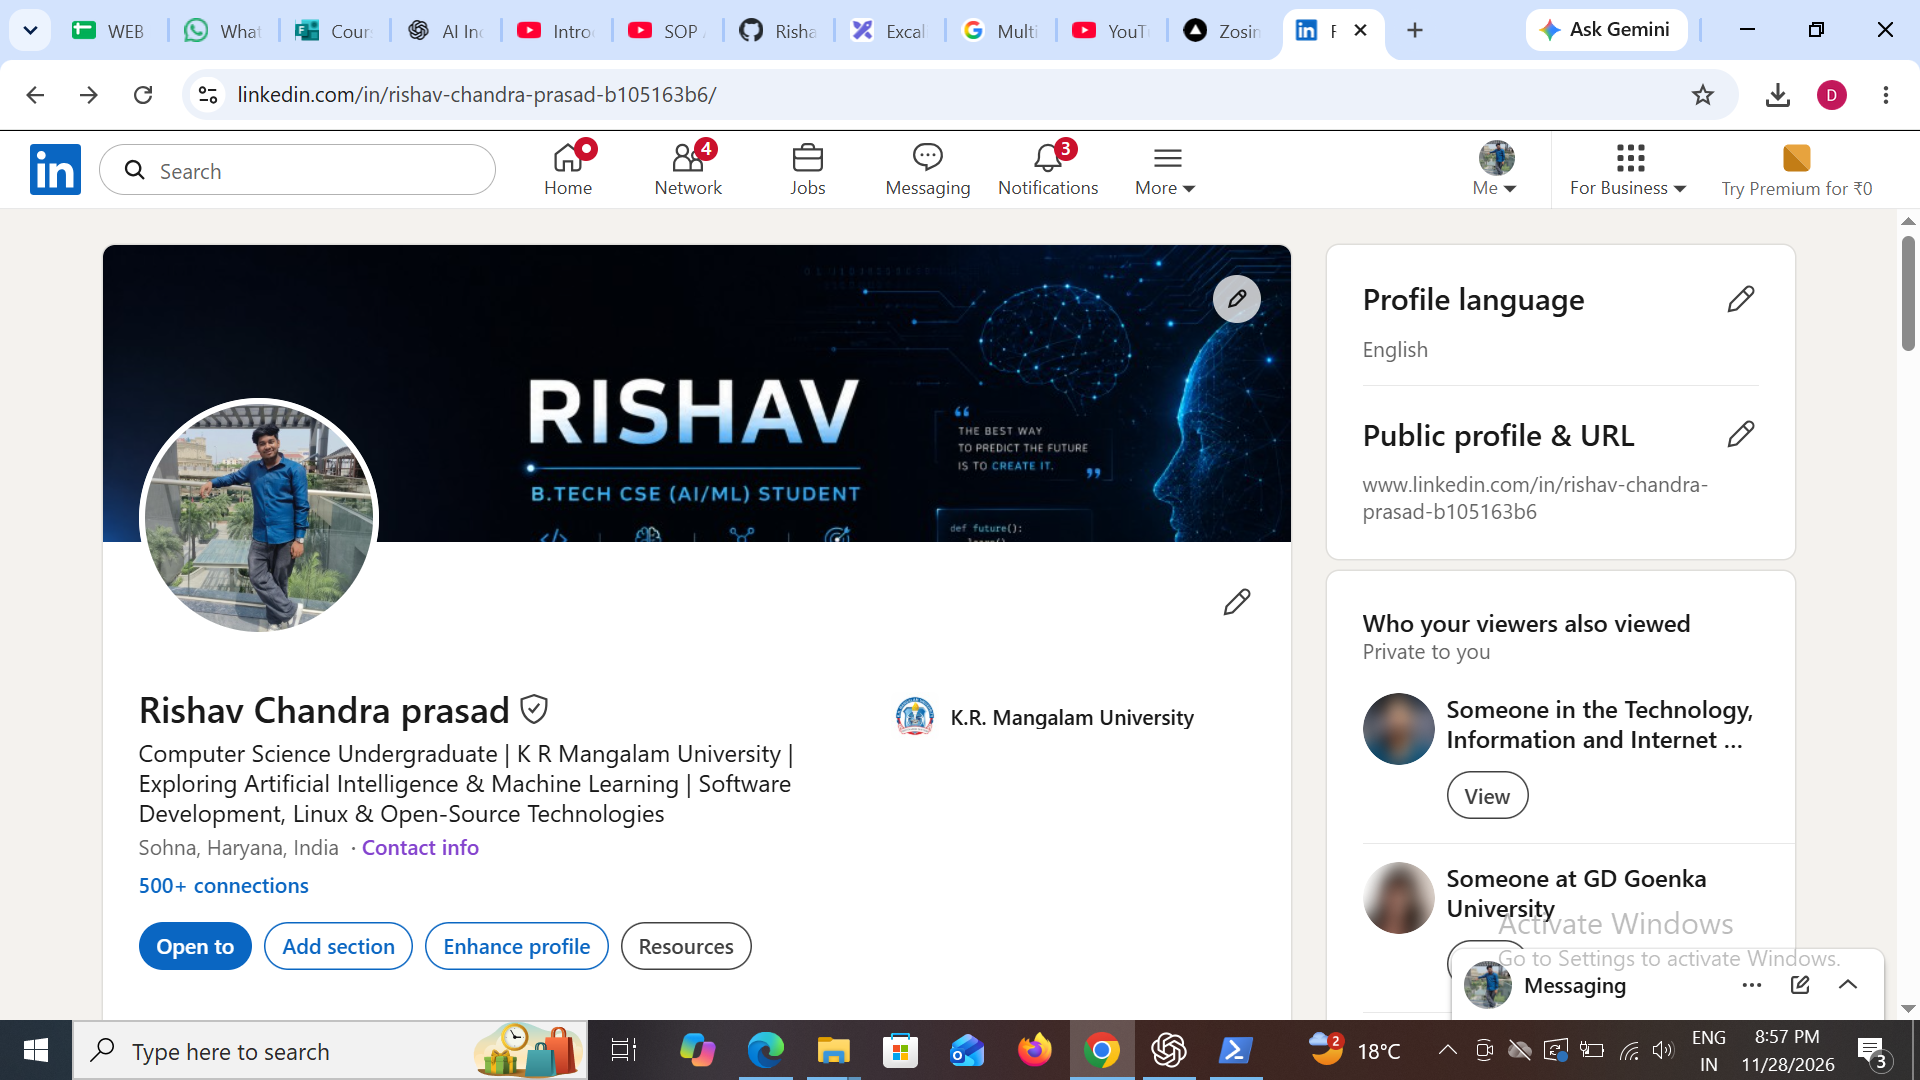 WEB
What
Cour
AI In
Intro
SOP
Risha
Excal
Multi
YouT
Zosin
Ask Gemini
linkedin.com/in/rishav-chandra-prasad-b105163b6/
D
in
Search
Home
4
Network
Jobs
Messaging
3
Notifications
More
Me
For Business
Try Premium for ₹0
RISHAV
B.TECH CSE (AI/ML) STUDENT
“
THE BEST WAY
TO PREDICT THE FUTURE
IS TO CREATE IT.
”
def future():
Rishav Chandra prasad
Computer Science Undergraduate | K R Mangalam University |
Exploring Artificial Intelligence & Machine Learning | Software
Development, Linux & Open-Source Technologies
Sohna, Haryana, India · Contact info
500+ connections
Open to
Add section
Enhance profile
Resources
K.R. Mangalam University
Profile language
English
Public profile & URL
www.linkedin.com/in/rishav-chandra-
prasad-b105163b6
Who your viewers also viewed
Private to you
Someone in the Technology,
Information and Internet ...
View
Someone at GD Goenka
University
Activate Windows
Go to Settings to activate Windows.
Messaging
Type here to search
2
18°C
ENG
IN
8:57 PM
11/28/2026
3